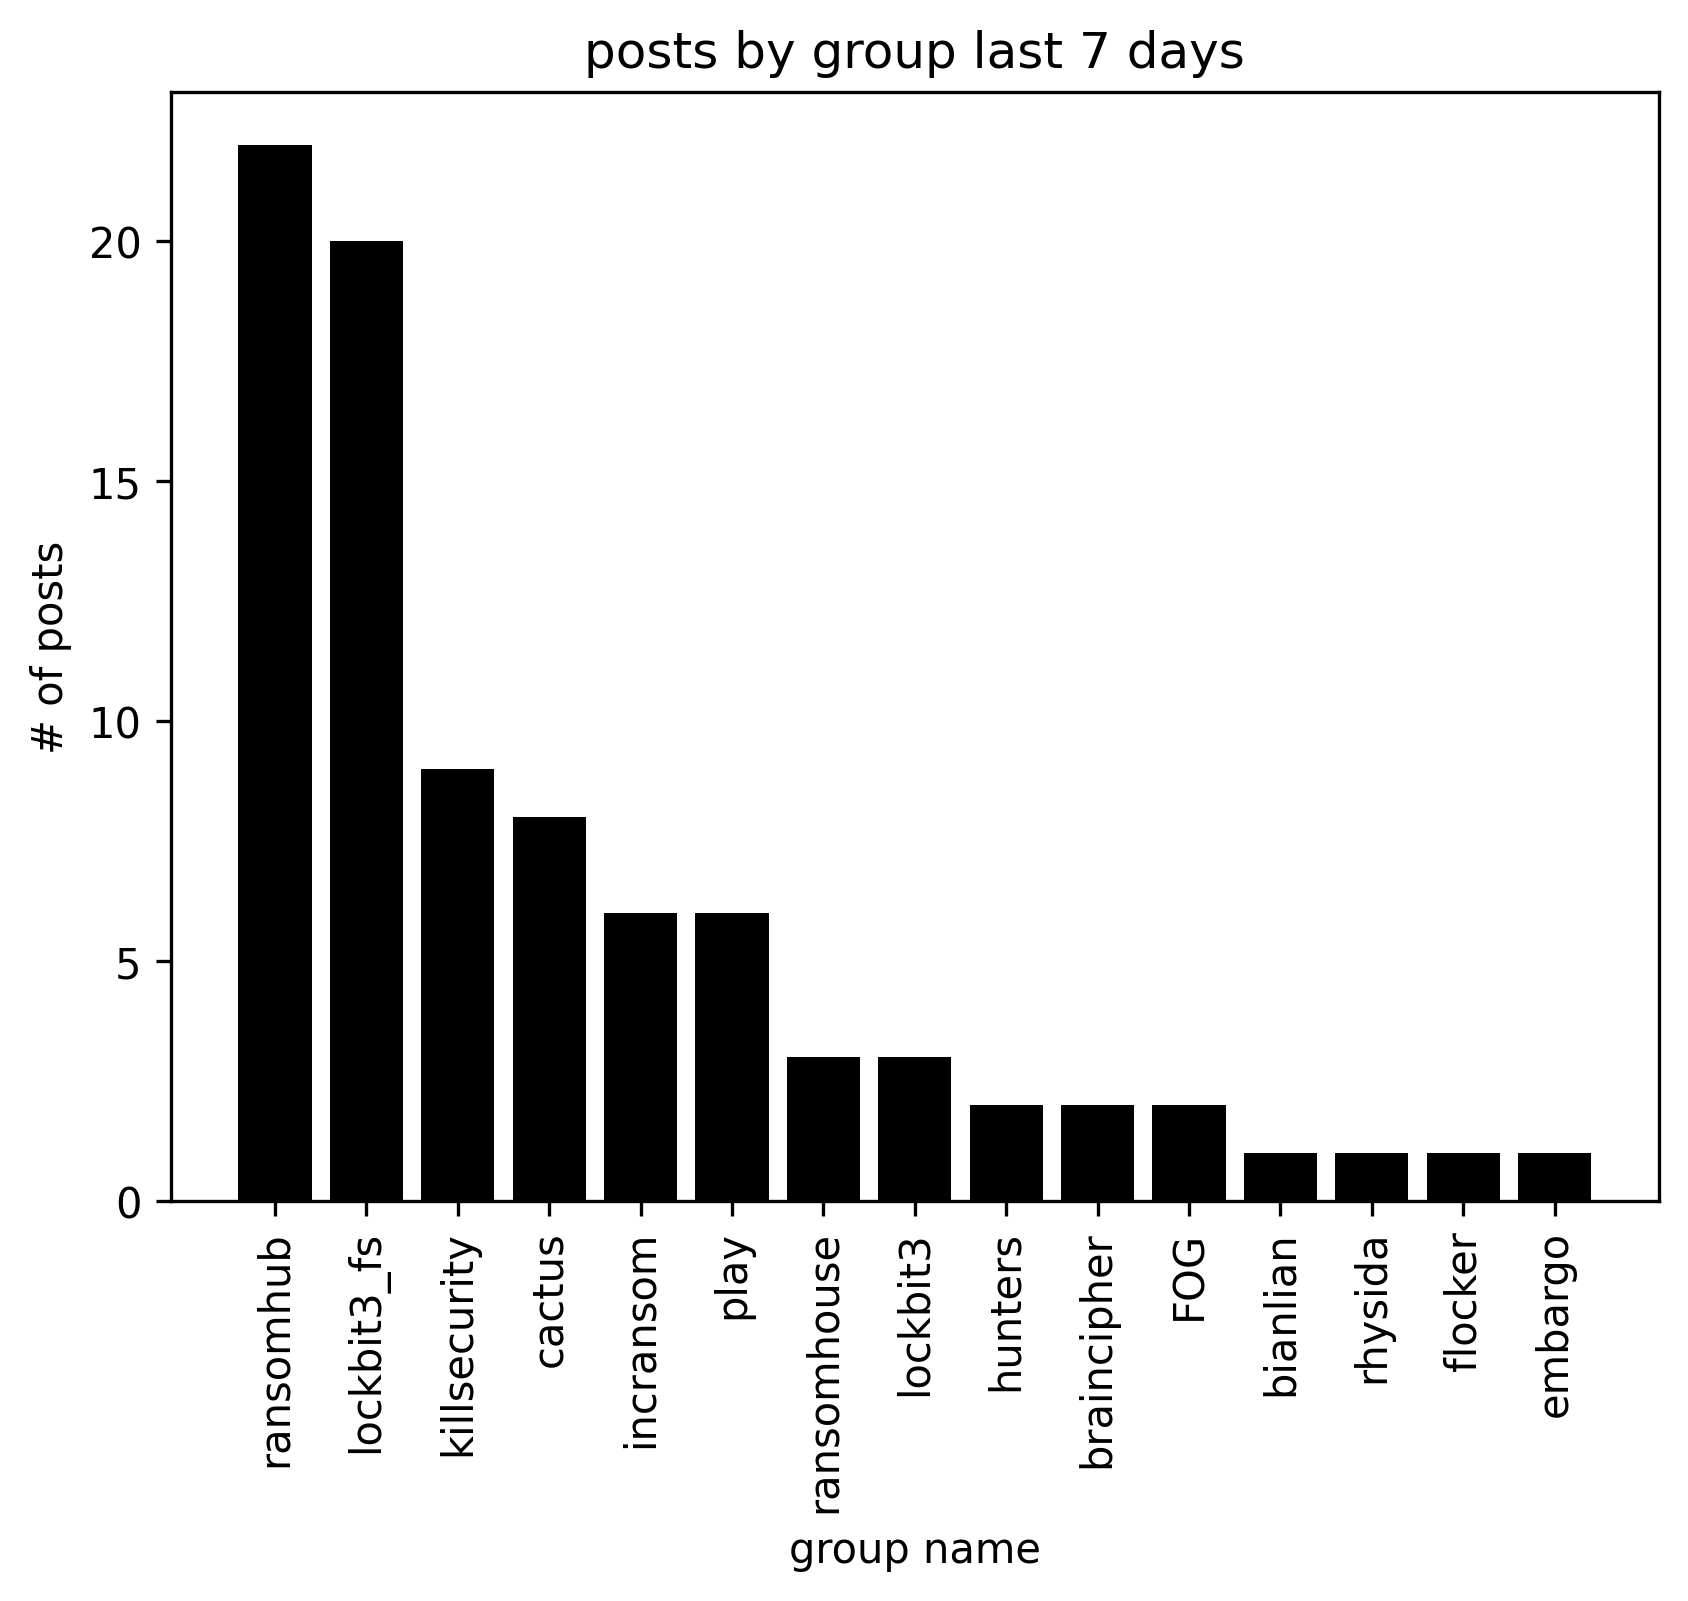 posts by group last 7 days
# of posts
20
15
10
5
0
ransomhub
lockbit3_fs
killsecurity
cactus
incransom
play
ransomhouse
lockbit3
hunters
braincipher
FOG
bianlian
rhysida
flocker
embargo
group name